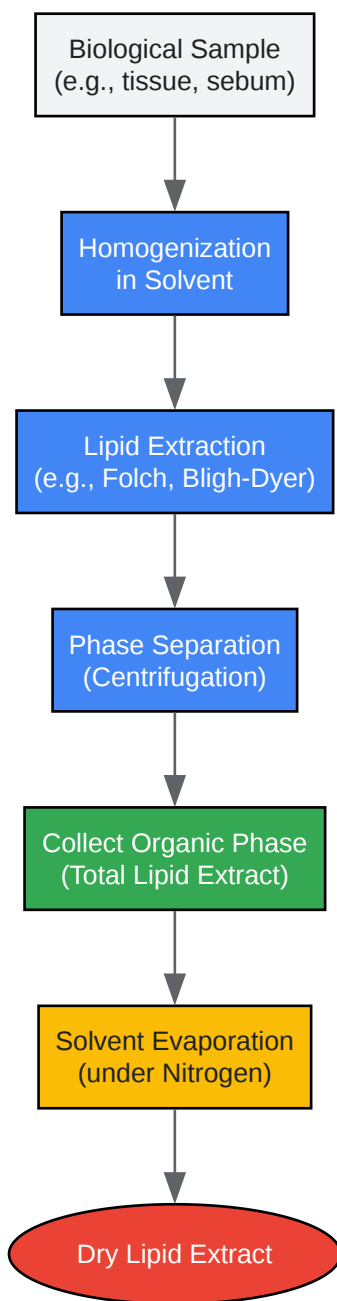 Biological Sample
(e.g., tissue, sebum)
Homogenization
in Solvent
Lipid Extraction
(e.g., Folch, Bligh-Dyer)
Phase Separation
(Centrifugation)
Collect Organic Phase
(Total Lipid Extract)
Solvent Evaporation
(under Nitrogen)
Dry Lipid Extract